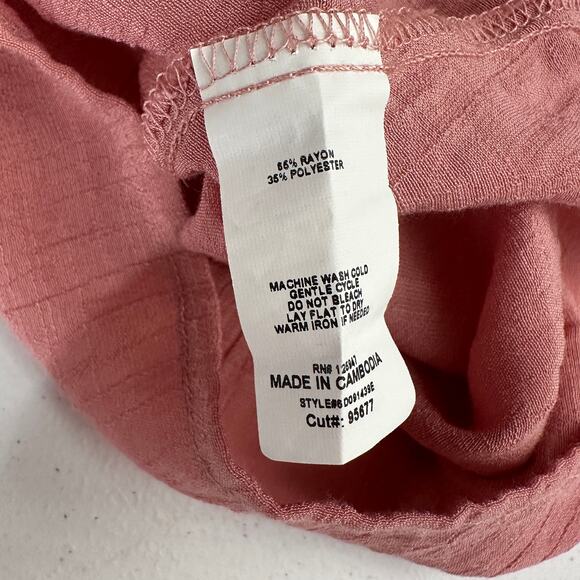 65% RAYON
35% POLYESTER
MACHINE WASH COLD
GENTLE CYCLE
DO NOT BLEACH
LAY FLAT TO DRY
WARM IRON IF NEEDED
RN#
MADE IN CAMBODIA
Cut#: 95677